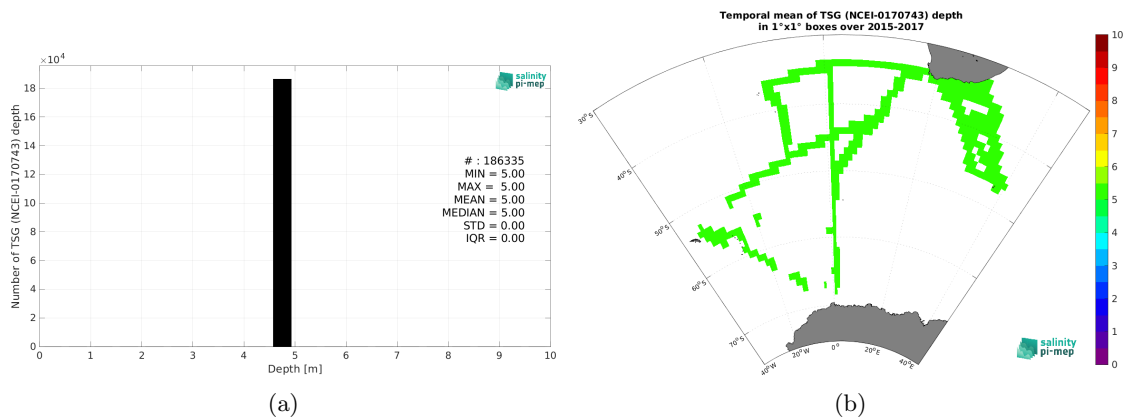 ×10⁴
18
16
14
12
10
8
6
4
2
0
Number of TSG (NCEI-0170743) depth
salinity
pi-mep
# : 186335
MIN = 5.00
MAX = 5.00
MEAN = 5.00
MEDIAN = 5.00
STD = 0.00
IQR = 0.00
0 1 2 3 4 5 6 7 8 9 10
Depth [m]
(a)
Temporal mean of TSG (NCEI-0170743) depth
in 1°x1° boxes over 2015-2017
30°S
40°S
50°S
60°S
70°S
40°W
20°W
0°
20°E
40°E
10
9
8
7
6
5
4
3
2
1
0
salinity
pi-mep
(b)